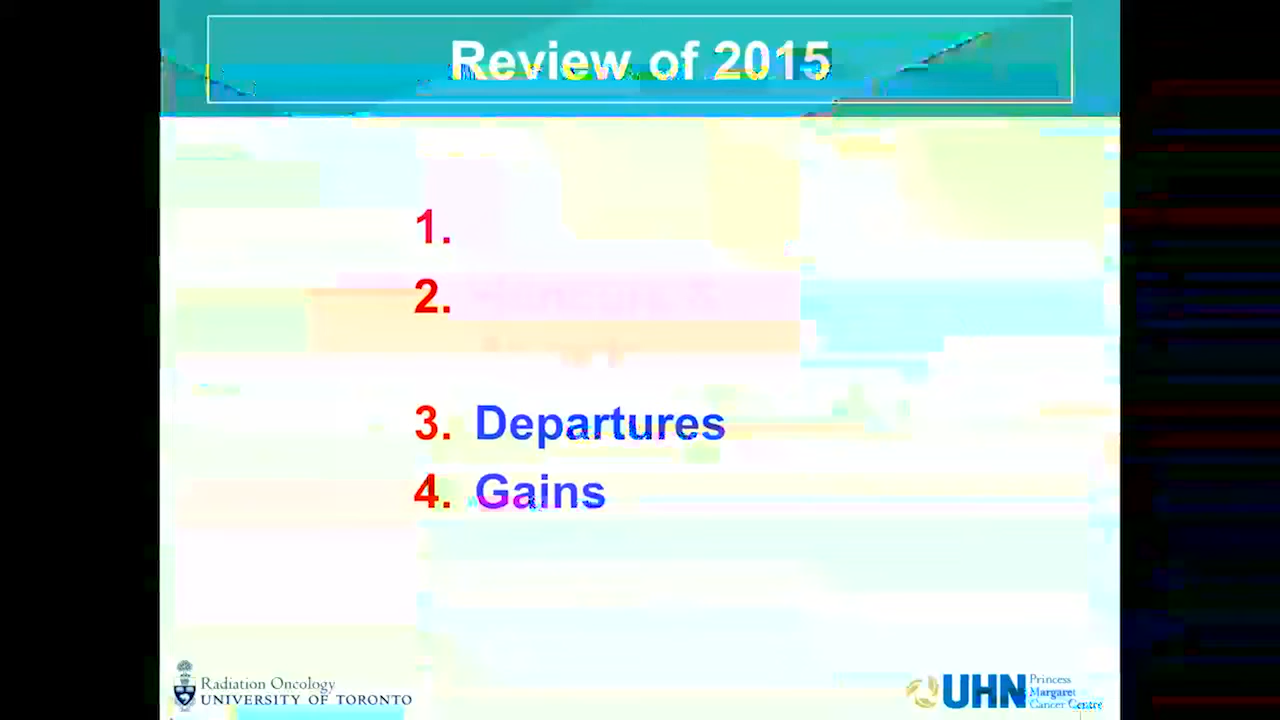 Review of 2015
1.
2.
3. Departures
4. Gains
Radiation Oncology
UNIVERSITY OF TORONTO
UHN Princess
Margaret
Cancer Centre